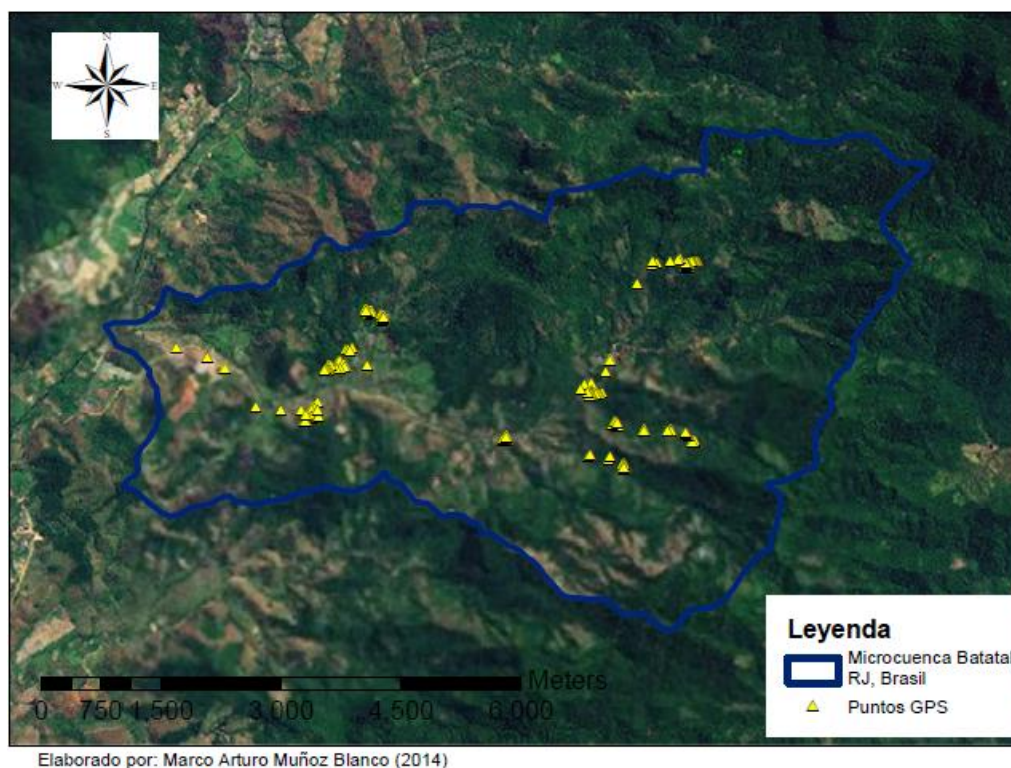 N
W E
S
Leyenda
Microcuenca Batatal
RJ, Brasil
Puntos GPS
Meters
0 750 1,500 3,000 4,500 6,000
Elaborado por: Marco Arturo Muñoz Blanco (2014)